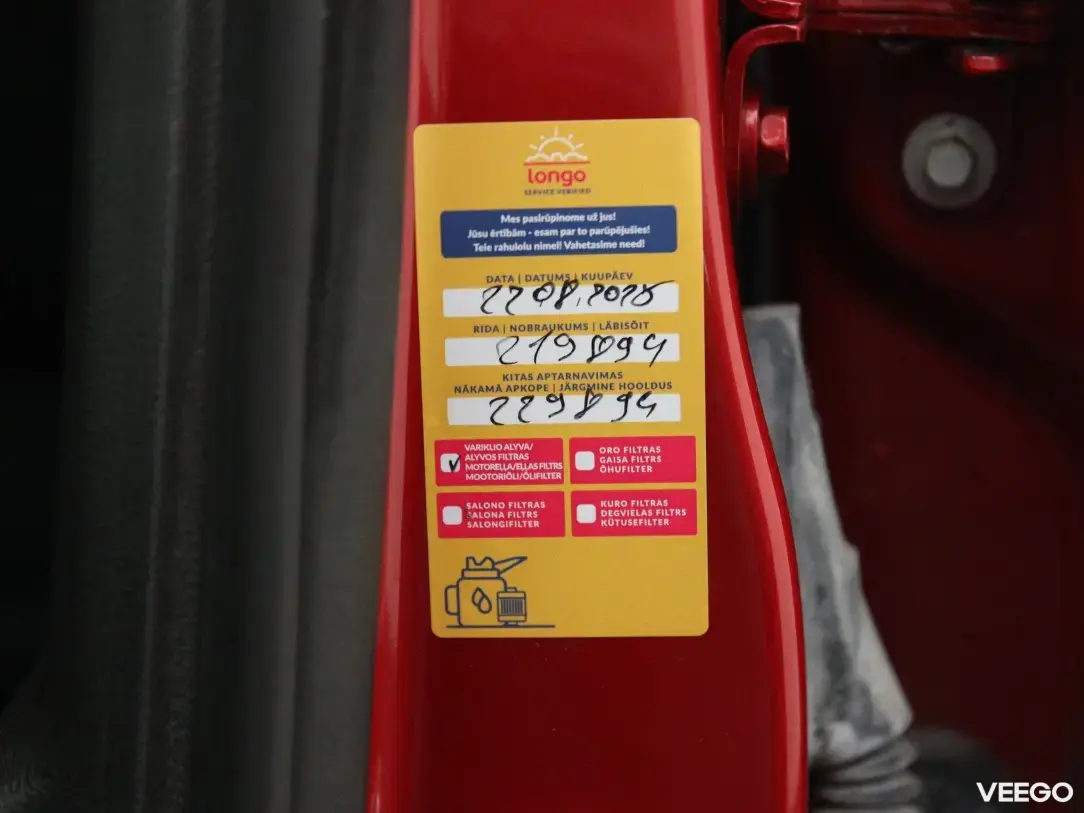 longo
SERVICE VERIFIED
Mes pasirūpinome už jus!
Jūsu ērtībām - esam par to parūpējušies!
Teie rahulolu nimel! Vahetasime need!
DATA | DATUMS | KUUPÄEV
22 08.2025
RIDA | NOBRAUKUMS | LÄBISÕIT
219894
KITAS APTARNAVIMAS
NĀKAMĀ APKOPE | JÄRGMINE HOOLDUS
229894
VARIKLIO ALYVA/
ALYVOS FILTRAS
MOTOREĻĻA/EĻĻAS FILTRS
MOOTORIÕLI/ÕLIFILTER
ORO FILTRAS
GAISA FILTRS
ÕHUFILTER
SALONO FILTRAS
SALONA FILTRS
SALONGIFILTER
KURO FILTRAS
DEGVIELAS FILTRS
KÜTUSEFILTER
VEEGO